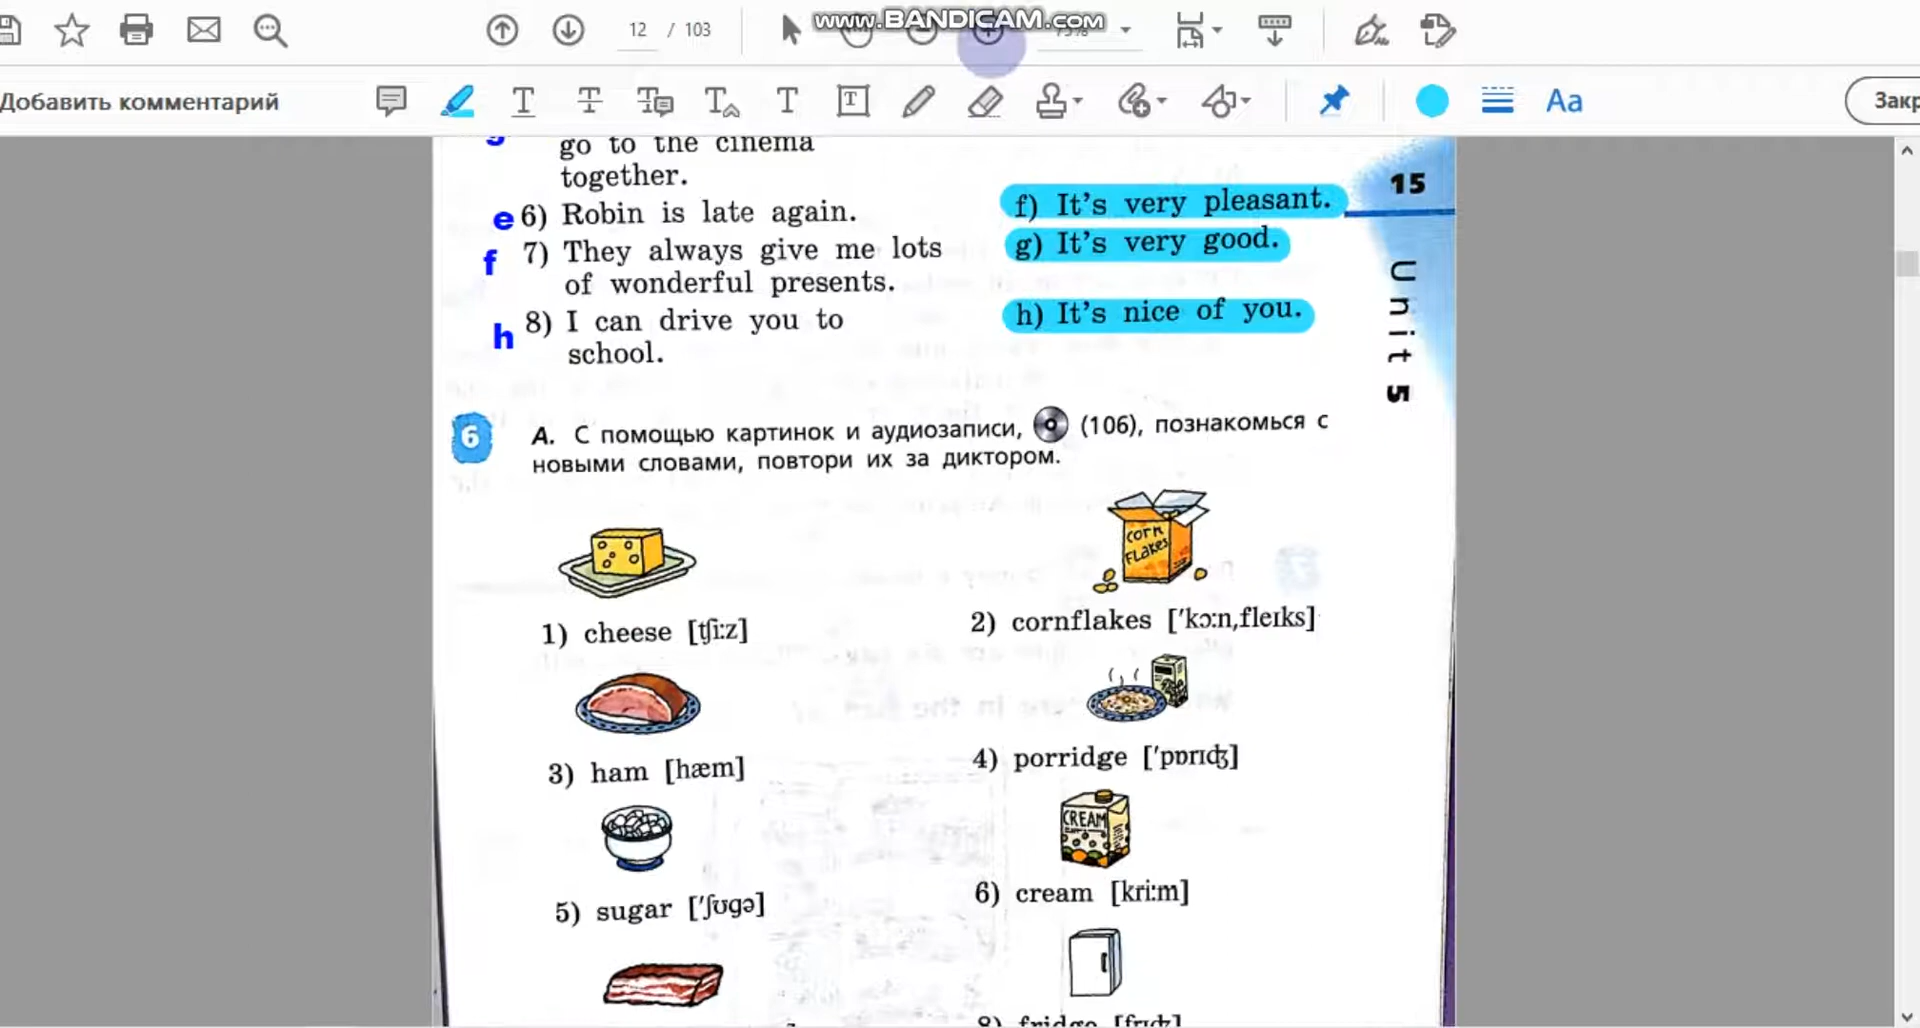 www.BANDICAM.com
12 / 103
75%
Добавить комментарий
Aa
go to the cinema
together.
e 6) Robin is late again.
f 7) They always give me lots
of wonderful presents.
h 8) I can drive you to
school.
f) It's very pleasant.
g) It's very good.
h) It's nice of you.
15
Unit 5
6
A. С помощью картинок и аудиозаписи, (106), познакомься с
новыми словами, повтори их за диктором.
CORN
FLAKES
1) cheese [tʃi:z]
2) cornflakes ['kɔ:n,fleɪks]
3) ham [hæm]
4) porridge ['pɒrɪdʒ]
CREAM
5) sugar ['ʃʊgə]
6) cream [kri:m]
8) fridge [frɪdʒ]